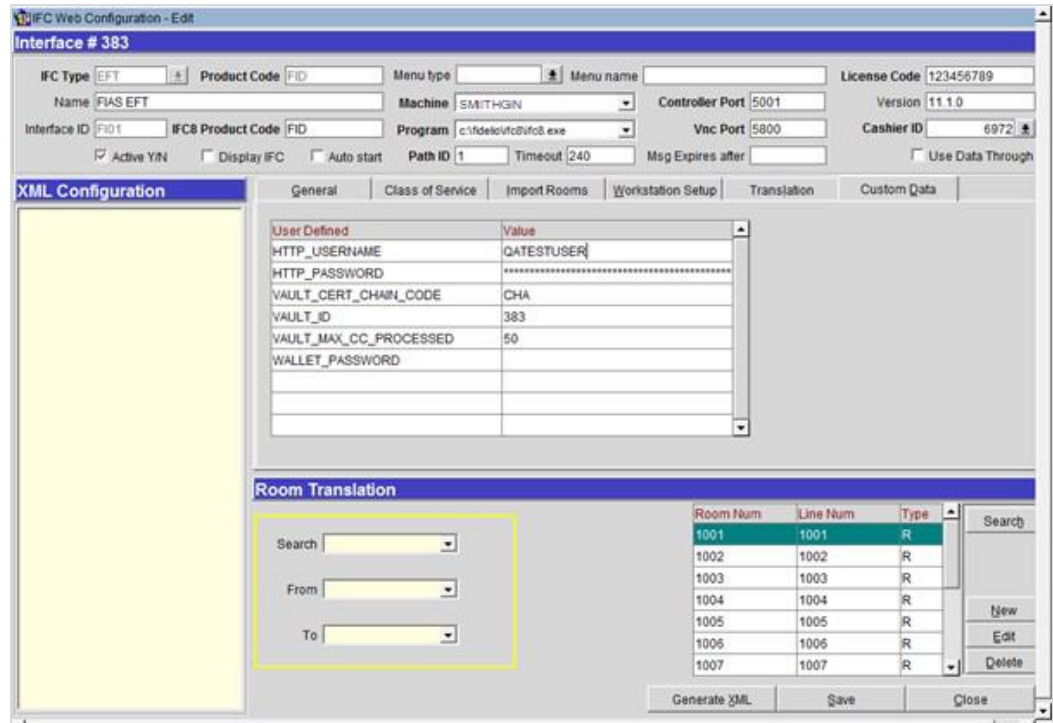 IFC Web Configuration - Edit
Interface # 383
IFC Type EFT Product Code FID Menu type Menu name License Code 123456789
Name FIAS EFT Machine SMITHGIN Controller Port 5001 Version 11.1.0
Interface ID FI01 IFC8 Product Code FID Program c:\fidelio\ifc8\ifc8.exe Vnc Port 5800 Cashier ID 6972
Active Y/N Display IFC Auto start Path ID 1 Timeout 240 Msg Expires after Use Data Through
XML Configuration General Class of Service Import Rooms Workstation Setup Translation Custom Data
User Defined Value
HTTP_USERNAME QATESTUSER
HTTP_PASSWORD
VAULT_CERT_CHAIN_CODE CHA
VAULT_ID 383
VAULT_MAX_CC_PROCESSED 50
WALLET_PASSWORD
Room Translation
Room Num Line Num Type Search
Search 1001 1001 R
1002 1002 R
From 1003 1003 R
1004 1004 R New
1005 1005 R
To 1006 1006 R Edit
1007 1007 R Delete
Generate XML Save Close